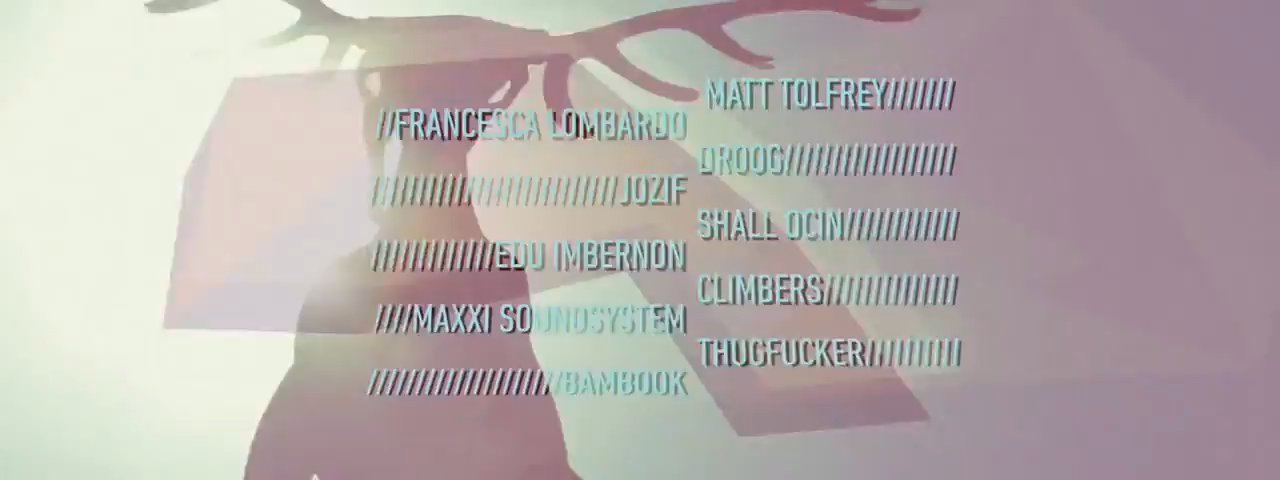 //FRANCESCA LOMBARDO
/////////////////////////JOZIF
////////////EDU IMBERNON
////MAXXI SOUNDSYSTEM
////////////////////BAMBOOK
MATT TOLFREY///////
DROOG//////////////////
SHALL OCIN////////////
CLIMBERS//////////////
THUGFUCKER//////////